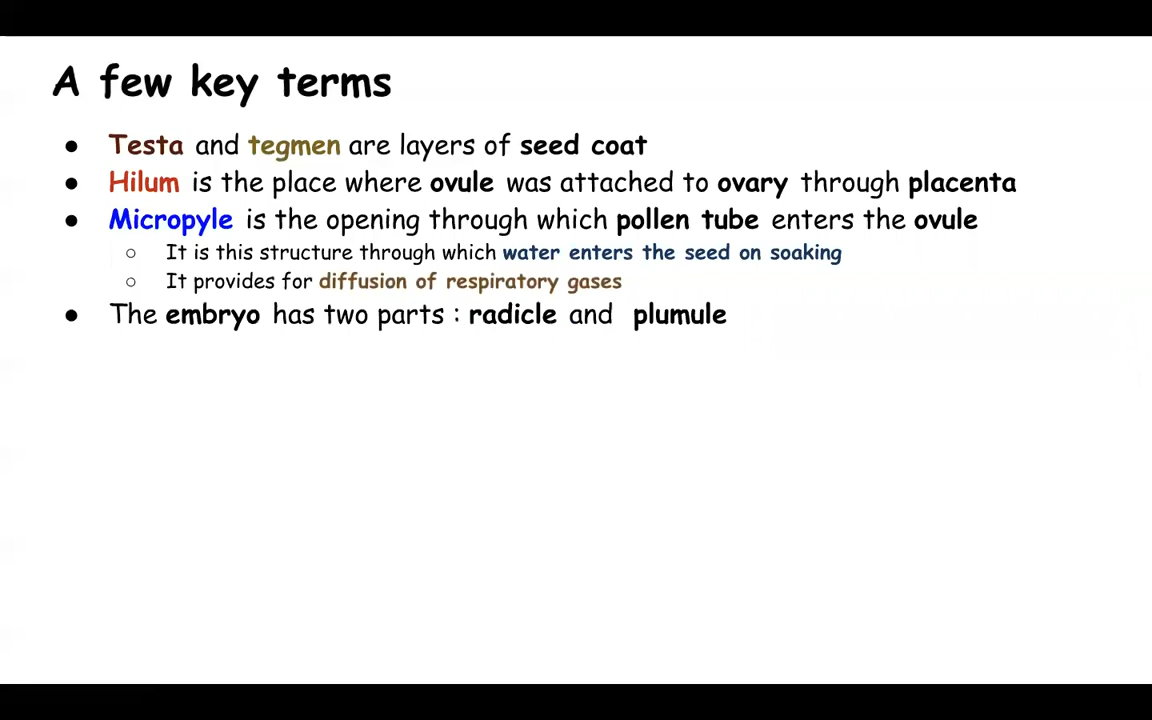 A few key terms
● Testa and tegmen are layers of seed coat
● Hilum is the place where ovule was attached to ovary through placenta
● Micropyle is the opening through which pollen tube enters the ovule
○ It is this structure through which water enters the seed on soaking
○ It provides for diffusion of respiratory gases
● The embryo has two parts : radicle and plumule